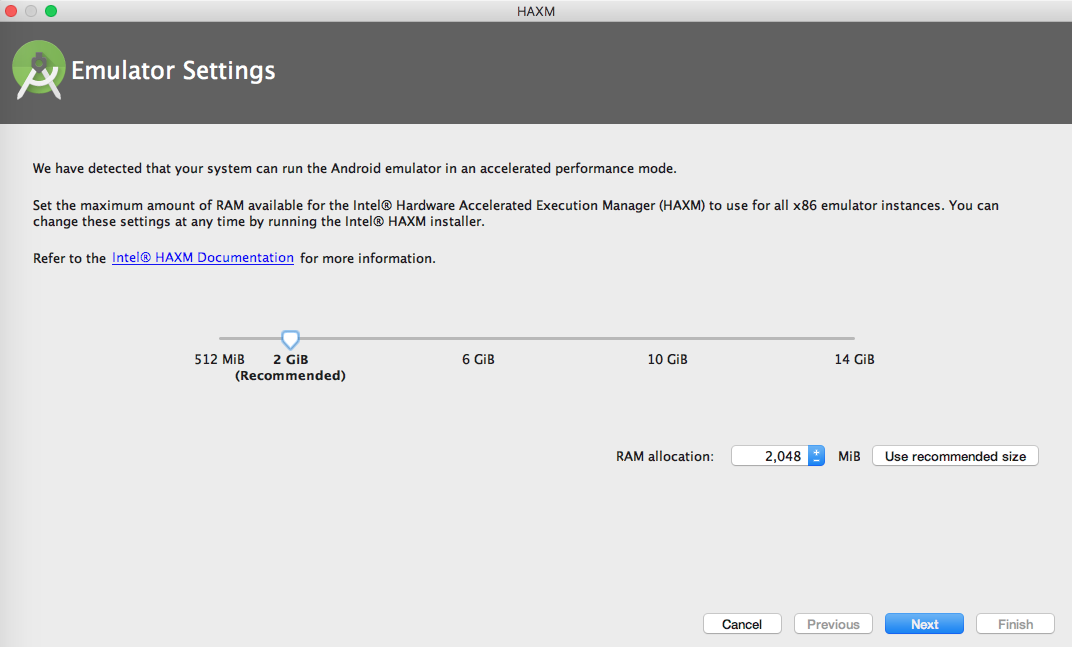 HAXM
Emulator Settings
We have detected that your system can run the Android emulator in an accelerated performance mode.
Set the maximum amount of RAM available for the Intel® Hardware Accelerated Execution Manager (HAXM) to use for all x86 emulator instances. You can
change these settings at any time by running the Intel® HAXM installer.
Refer to the Intel® HAXM Documentation for more information.
512 MiB 2 GiB 6 GiB 10 GiB 14 GiB
(Recommended)
RAM allocation: 2,048 + − MiB Use recommended size
Cancel Previous Next Finish